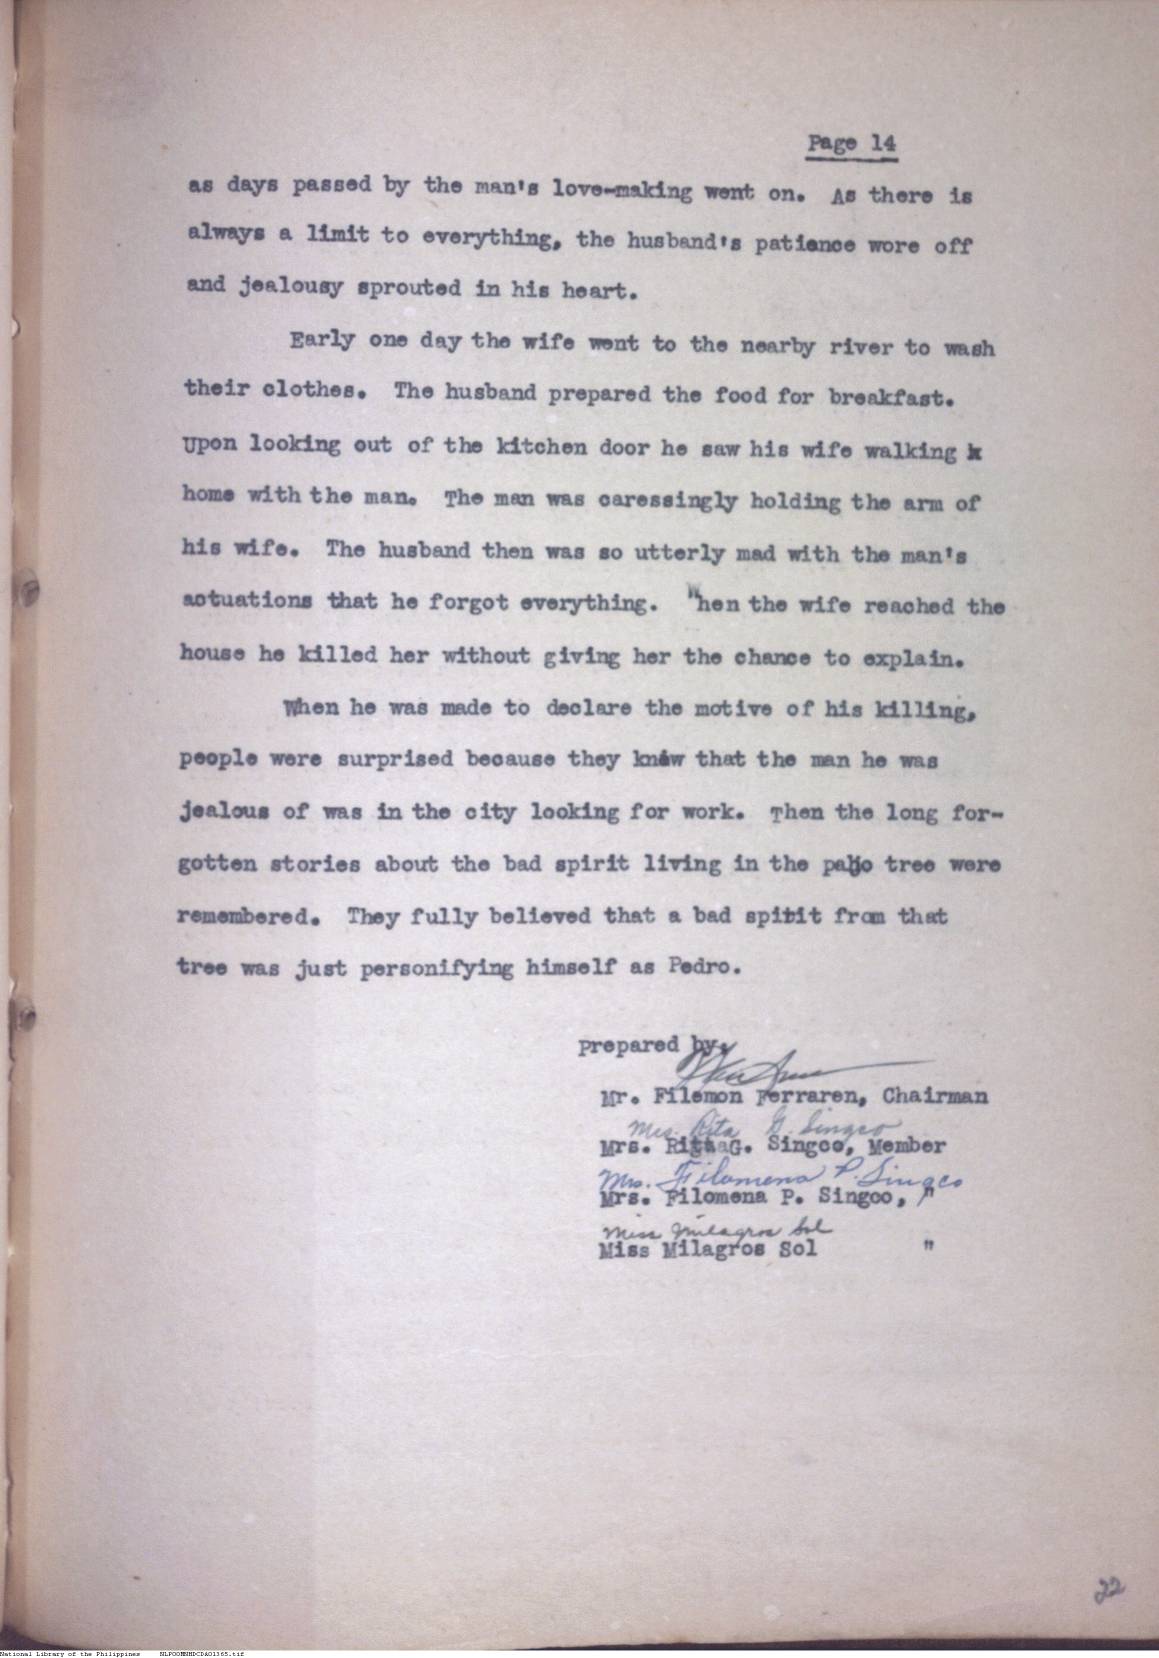 Page 14
as days passed by the man's love-making went on. As there is
always a limit to everything, the husband's patience wore off
and jealousy sprouted in his heart.
Early one day the wife went to the nearby river to wash
their clothes. The husband prepared the food for breakfast.
Upon looking out of the kitchen door he saw his wife walking
home with the man. The man was caressingly holding the arm of
his wife. The husband then was so utterly mad with the man's
actuations that he forgot everything. When the wife reached the
house he killed her without giving her the chance to explain.
When he was made to declare the motive of his killing,
people were surprised because they knew that the man he was
jealous of was in the city looking for work. Then the long for-
gotten stories about the bad spirit living in the paho tree were
remembered. They fully believed that a bad spitit from that
tree was just personifying himself as Pedro.
Prepared by:
Mr. Filemon Ferraren, Chairman
Mrs. Rita G. Singco
Mrs. Rita G. Singco, Member
Mrs. Filomena P. Singco
Mrs. Filomena P. Singco, "
Miss Milagros Sol
Miss Milagros Sol "
22
National Library of the Philippines NLPOOMNHDCDA01365.tif